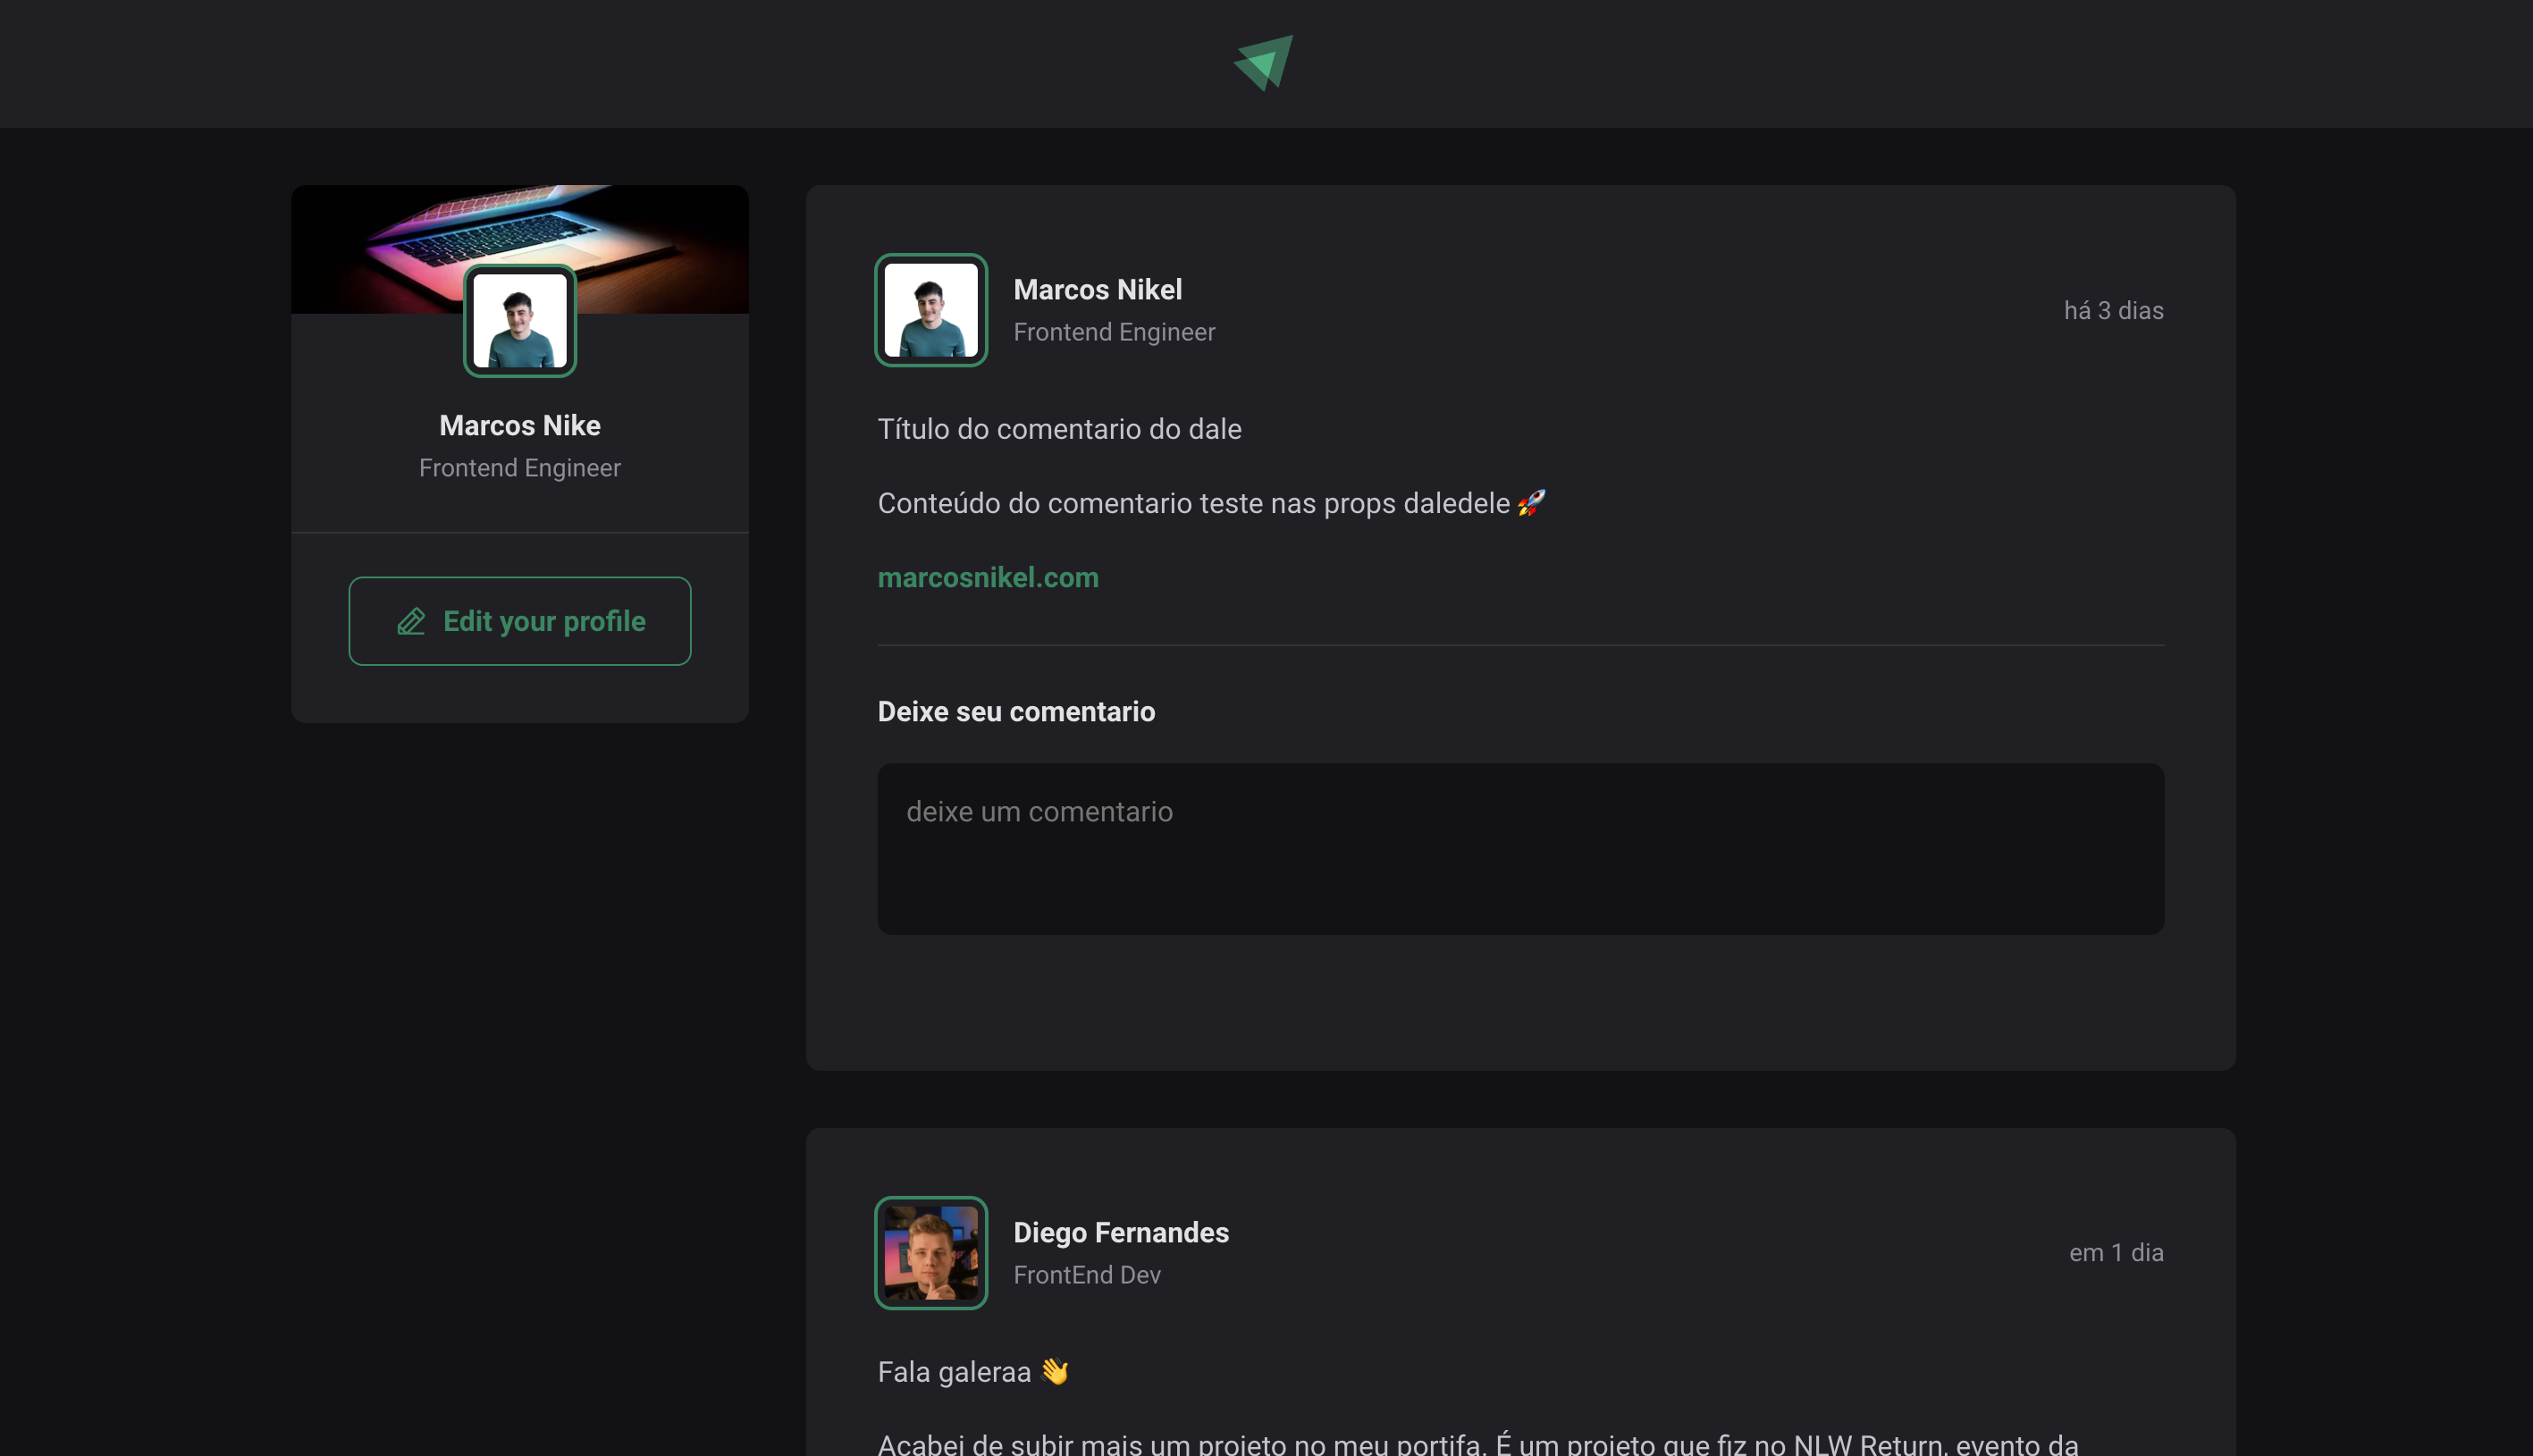 Marcos Nike
Frontend Engineer
Edit your profile
Marcos Nikel
Frontend Engineer
há 3 dias
Título do comentario do dale
Conteúdo do comentario teste nas props daledele 🚀
marcosnikel.com
Deixe seu comentario
deixe um comentario
Diego Fernandes
FrontEnd Dev
em 1 dia
Fala galeraa 👋
Acabei de subir mais um projeto no meu portifa. É um projeto que fiz no NLW Return, evento da